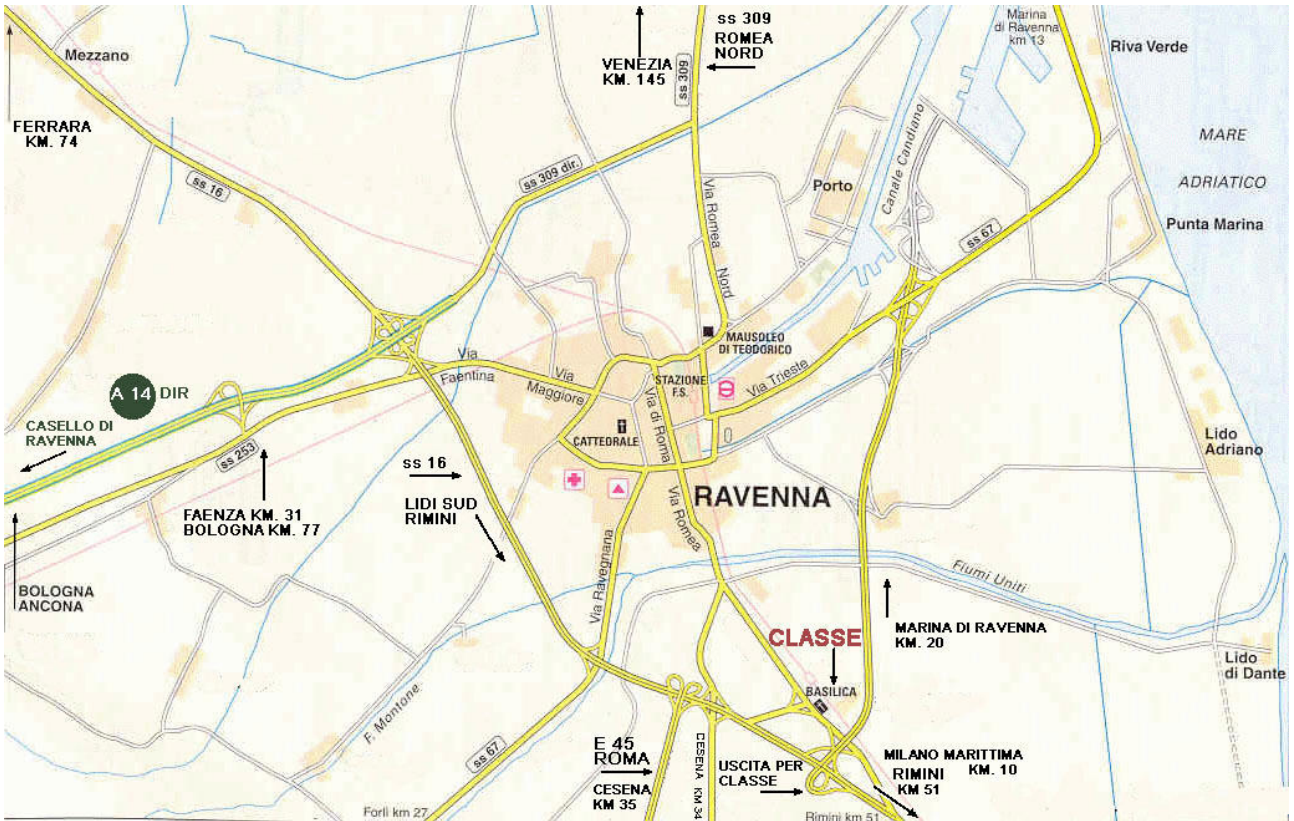 Mezzano
FERRARA
KM. 74
ss 16
VENEZIA
KM. 145
ss 309
ss 309
ROMEA
NORD
Marina
di Ravenna
km 13
Riva Verde
MARE
ADRIATICO
Punta Marina
ss 309 dir.
Via Romea
Nord
Porto
Canale Candiano
ss 67
MAUSOLEO
DI TEODORICO
STAZIONE
F.S.
Via Trieste
Via
Faentina
Via
Maggiore
Via di Roma
CATTEDRALE
A 14 DIR
CASELLO DI
RAVENNA
ss 253
FAENZA KM. 31
BOLOGNA KM. 77
ss 16
LIDI SUD
RIMINI
RAVENNA
Via Romea
Via Ravegnana
Lido
Adriano
BOLOGNA
ANCONA
Fiumi Uniti
MARINA DI RAVENNA
KM. 20
CLASSE
BASILICA
Lido
di Dante
F. Montone
ss 67
E 45
ROMA
CESENA
KM 35
CESENA KM 34
USCITA PER
CLASSE
MILANO MARITTIMA
KM. 10
RIMINI
KM 51
Forlì km 27
Rimini km 51